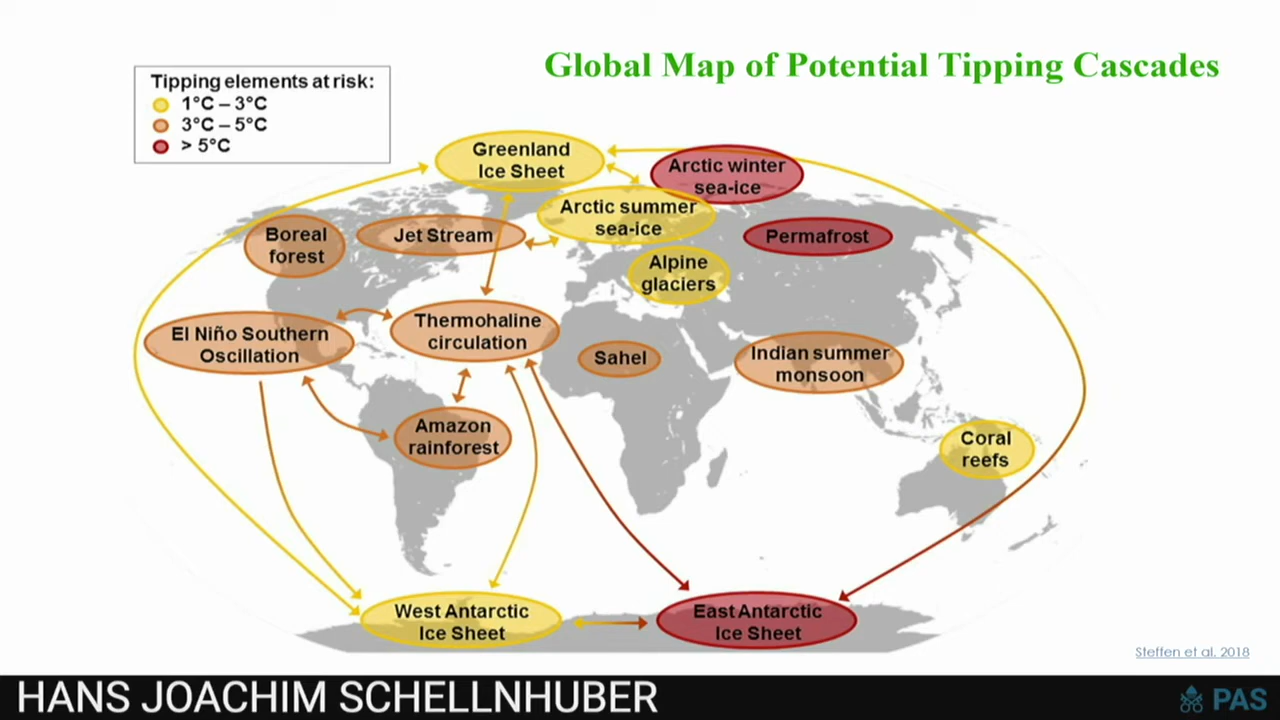 Global Map of Potential Tipping Cascades
Tipping elements at risk:
1°C – 3°C
3°C – 5°C
> 5°C
Greenland
Ice Sheet
Arctic winter
sea-ice
Arctic summer
sea-ice
Boreal
forest
Jet Stream
Permafrost
Alpine
glaciers
El Niño Southern
Oscillation
Thermohaline
circulation
Sahel
Indian summer
monsoon
Amazon
rainforest
Coral
reefs
West Antarctic
Ice Sheet
East Antarctic
Ice Sheet
Steffen et al. 2018
HANS JOACHIM SCHELLNHUBER
PAS